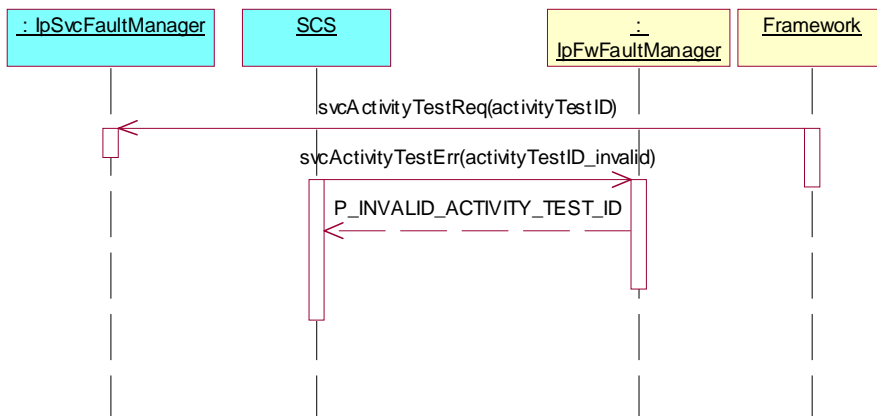 : IpSvcFaultManager
SCS
:
IpFwFaultManager
Framework
svcActivityTestReq(activityTestID)
svcActivityTestErr(activityTestID_invalid)
P_INVALID_ACTIVITY_TEST_ID